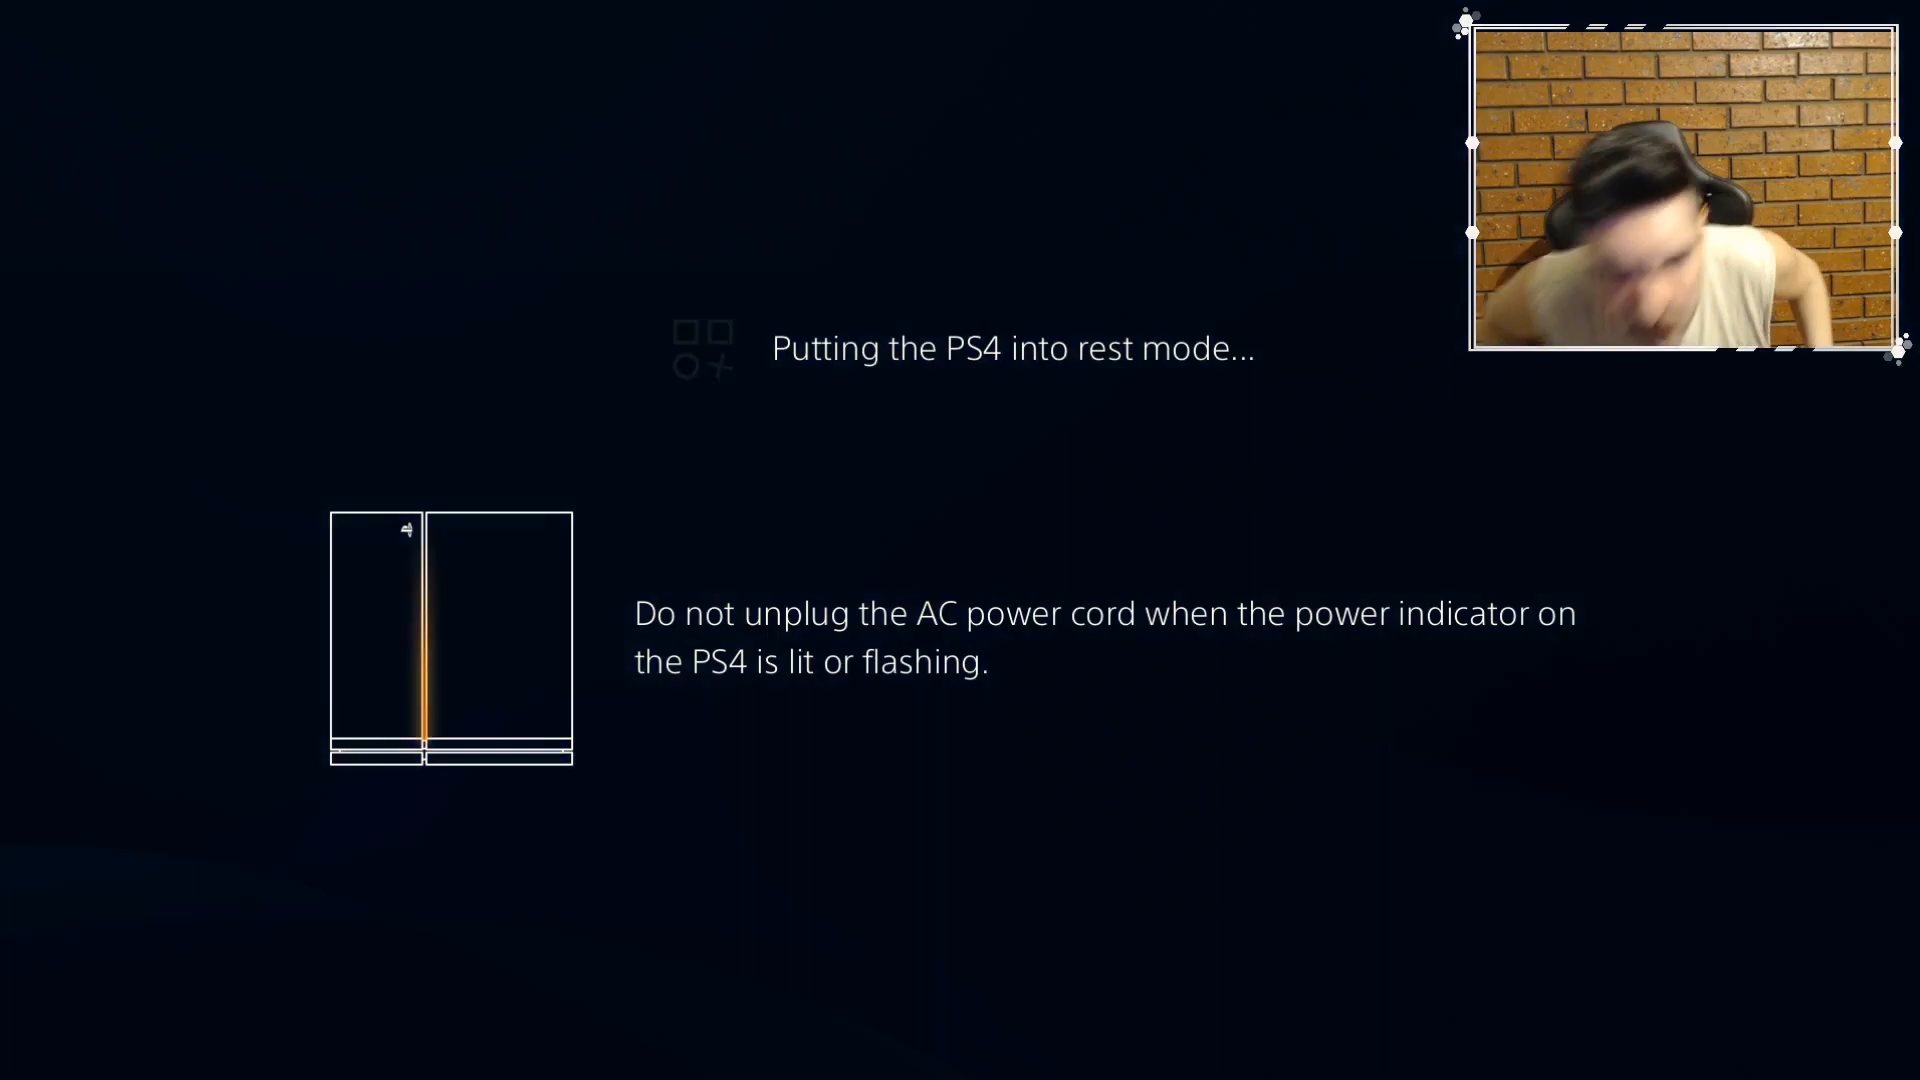 Putting the PS4 into rest mode...
Do not unplug the AC power cord when the power indicator on
the PS4 is lit or flashing.